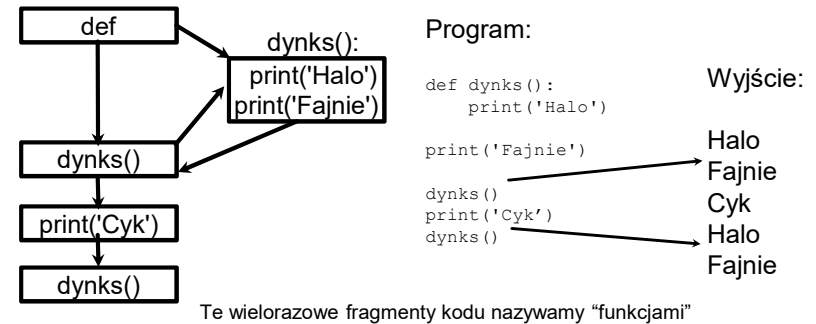 def
dynks():
print('Halo')
print('Fajnie')
dynks()
print('Cyk')
dynks()
Program:
def dynks():
    print('Halo')
print('Fajnie')
dynks()
print('Cyk’)
dynks()
Wyjście:
Halo
Fajnie
Cyk
Halo
Fajnie
Te wielorazowe fragmenty kodu nazywamy “funkcjami”